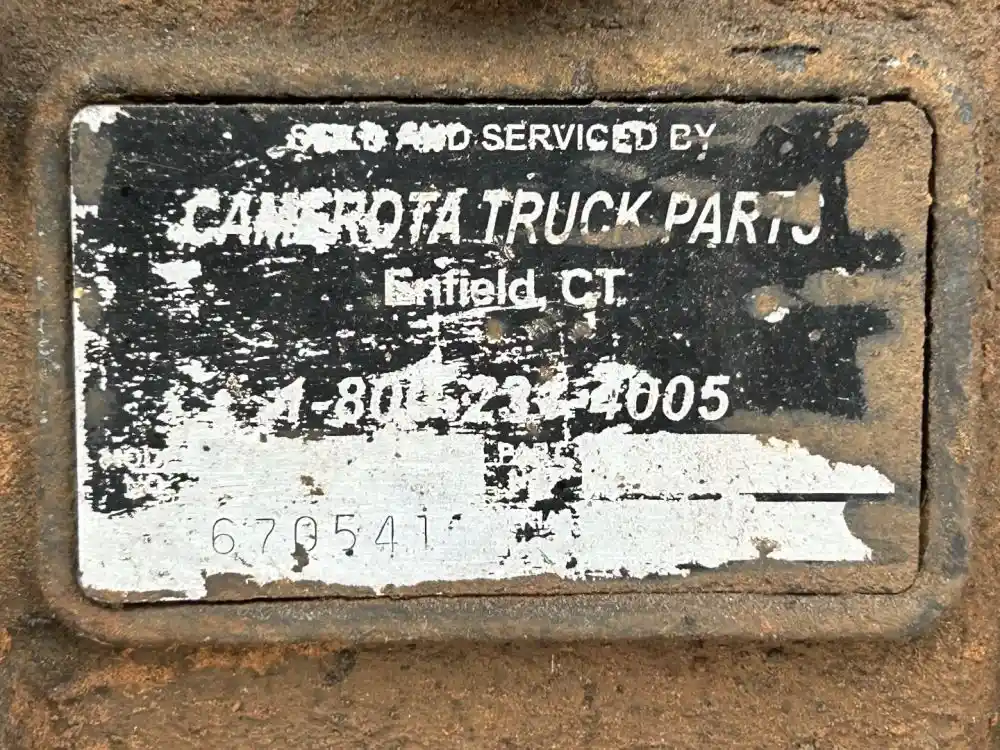 SOLD AND SERVICED BY
CAMEROTA TRUCK PARTS
Enfield, CT
670541